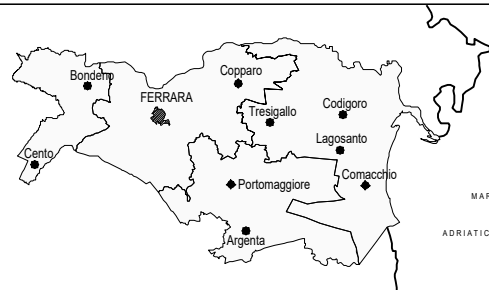 Bondeno
Copparo
FERRARA
Tresigallo
Codigoro
Lagosanto
Cento
Portomaggiore
Comacchio
MAR
ADRIATIC
Argenta